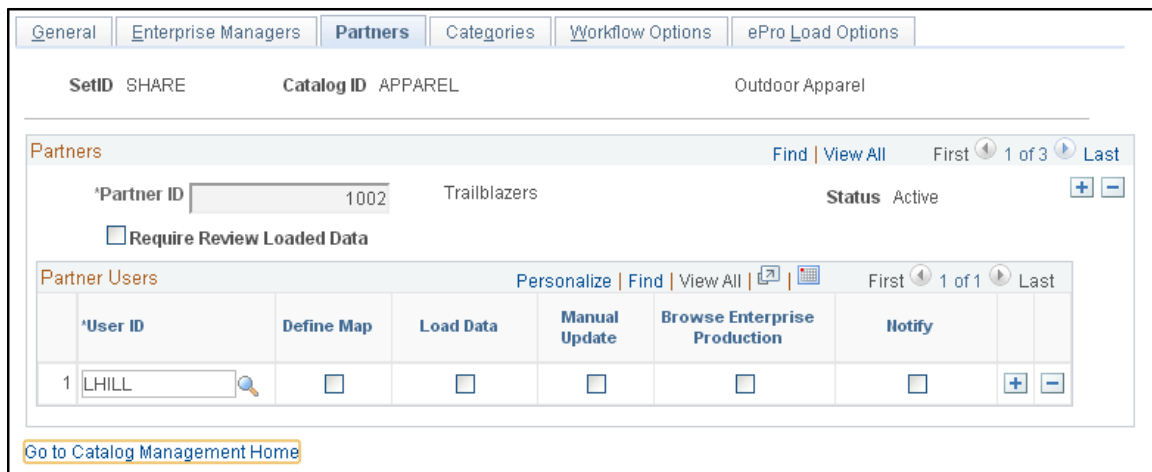 General Enterprise Managers Partners Categories Workflow Options ePro Load Options
SetID SHARE Catalog ID APPAREL Outdoor Apparel
Partners Find | View All First 1 of 3 Last
*Partner ID 1002 Trailblazers Status Active
Require Review Loaded Data
Partner Users Personalize | Find | View All | | First 1 of 1 Last
*User ID Define Map Load Data Manual Update Browse Enterprise Production Notify
1 LHILL
Go to Catalog Management Home